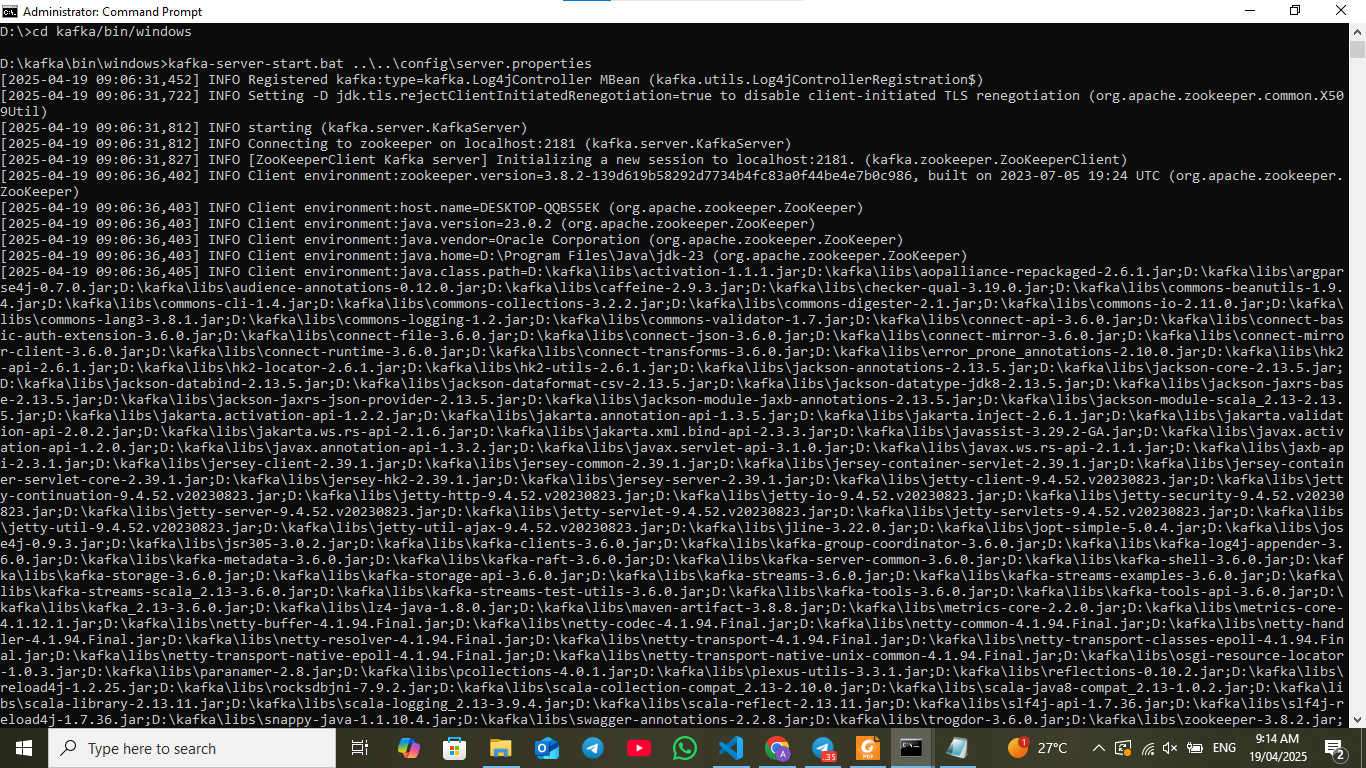 Administrator: Command Prompt
D:\>cd kafka/bin/windows
D:\kafka\bin\windows>kafka-server-start.bat ..\..\config\server.properties
[2025-04-19 09:06:31,452] INFO Registered kafka:type=kafka.Log4jController MBean (kafka.utils.Log4jControllerRegistration$)
[2025-04-19 09:06:31,722] INFO Setting -D jdk.tls.rejectClientInitiatedRenegotiation=true to disable client-initiated TLS renegotiation (org.apache.zookeeper.common.X50
9Util)
[2025-04-19 09:06:31,812] INFO starting (kafka.server.KafkaServer)
[2025-04-19 09:06:31,812] INFO Connecting to zookeeper on localhost:2181 (kafka.server.KafkaServer)
[2025-04-19 09:06:31,827] INFO [ZooKeeperClient Kafka server] Initializing a new session to localhost:2181. (kafka.zookeeper.ZooKeeperClient)
[2025-04-19 09:06:36,402] INFO Client environment:zookeeper.version=3.8.2-139d619b58292d7734b4fc83a0f44be4e7b0c986, built on 2023-07-05 19:24 UTC (org.apache.zookeeper.
ZooKeeper)
[2025-04-19 09:06:36,403] INFO Client environment:host.name=DESKTOP-QQBS5EK (org.apache.zookeeper.ZooKeeper)
[2025-04-19 09:06:36,403] INFO Client environment:java.version=23.0.2 (org.apache.zookeeper.ZooKeeper)
[2025-04-19 09:06:36,403] INFO Client environment:java.vendor=Oracle Corporation (org.apache.zookeeper.ZooKeeper)
[2025-04-19 09:06:36,403] INFO Client environment:java.home=D:\Program Files\Java\jdk-23 (org.apache.zookeeper.ZooKeeper)
[2025-04-19 09:06:36,405] INFO Client environment:java.class.path=D:\kafka\libs\activation-1.1.1.jar;D:\kafka\libs\aopalliance-repackaged-2.6.1.jar;D:\kafka\libs\argpar
se4j-0.7.0.jar;D:\kafka\libs\audience-annotations-0.12.0.jar;D:\kafka\libs\caffeine-2.9.3.jar;D:\kafka\libs\checker-qual-3.19.0.jar;D:\kafka\libs\commons-beanutils-1.9.
4.jar;D:\kafka\libs\commons-cli-1.4.jar;D:\kafka\libs\commons-collections-3.2.2.jar;D:\kafka\libs\commons-digester-2.1.jar;D:\kafka\libs\commons-io-2.11.0.jar;D:\kafka\
libs\commons-lang3-3.8.1.jar;D:\kafka\libs\commons-logging-1.2.jar;D:\kafka\libs\commons-validator-1.7.jar;D:\kafka\libs\connect-api-3.6.0.jar;D:\kafka\libs\connect-bas
ic-auth-extension-3.6.0.jar;D:\kafka\libs\connect-file-3.6.0.jar;D:\kafka\libs\connect-json-3.6.0.jar;D:\kafka\libs\connect-mirror-3.6.0.jar;D:\kafka\libs\connect-mirro
r-client-3.6.0.jar;D:\kafka\libs\connect-runtime-3.6.0.jar;D:\kafka\libs\connect-transforms-3.6.0.jar;D:\kafka\libs\error_prone_annotations-2.10.0.jar;D:\kafka\libs\hk2
-api-2.6.1.jar;D:\kafka\libs\hk2-locator-2.6.1.jar;D:\kafka\libs\hk2-utils-2.6.1.jar;D:\kafka\libs\jackson-annotations-2.13.5.jar;D:\kafka\libs\jackson-core-2.13.5.jar;
D:\kafka\libs\jackson-databind-2.13.5.jar;D:\kafka\libs\jackson-dataformat-csv-2.13.5.jar;D:\kafka\libs\jackson-datatype-jdk8-2.13.5.jar;D:\kafka\libs\jackson-jaxrs-bas
e-2.13.5.jar;D:\kafka\libs\jackson-jaxrs-json-provider-2.13.5.jar;D:\kafka\libs\jackson-module-jaxb-annotations-2.13.5.jar;D:\kafka\libs\jackson-module-scala_2.13-2.13.
5.jar;D:\kafka\libs\jakarta.activation-api-1.2.2.jar;D:\kafka\libs\jakarta.annotation-api-1.3.5.jar;D:\kafka\libs\jakarta.inject-2.6.1.jar;D:\kafka\libs\jakarta.validat
ion-api-2.0.2.jar;D:\kafka\libs\jakarta.ws.rs-api-2.1.6.jar;D:\kafka\libs\jakarta.xml.bind-api-2.3.3.jar;D:\kafka\libs\javassist-3.29.2-GA.jar;D:\kafka\libs\javax.activ
ation-api-1.2.0.jar;D:\kafka\libs\javax.annotation-api-1.3.2.jar;D:\kafka\libs\javax.servlet-api-3.1.0.jar;D:\kafka\libs\javax.ws.rs-api-2.1.1.jar;D:\kafka\libs\jaxb-ap
i-2.3.1.jar;D:\kafka\libs\jersey-client-2.39.1.jar;D:\kafka\libs\jersey-common-2.39.1.jar;D:\kafka\libs\jersey-container-servlet-2.39.1.jar;D:\kafka\libs\jersey-contain
er-servlet-core-2.39.1.jar;D:\kafka\libs\jersey-hk2-2.39.1.jar;D:\kafka\libs\jersey-server-2.39.1.jar;D:\kafka\libs\jetty-client-9.4.52.v20230823.jar;D:\kafka\libs\jett
y-continuation-9.4.52.v20230823.jar;D:\kafka\libs\jetty-http-9.4.52.v20230823.jar;D:\kafka\libs\jetty-io-9.4.52.v20230823.jar;D:\kafka\libs\jetty-security-9.4.52.v20230
823.jar;D:\kafka\libs\jetty-server-9.4.52.v20230823.jar;D:\kafka\libs\jetty-servlet-9.4.52.v20230823.jar;D:\kafka\libs\jetty-servlets-9.4.52.v20230823.jar;D:\kafka\libs
\jetty-util-9.4.52.v20230823.jar;D:\kafka\libs\jetty-util-ajax-9.4.52.v20230823.jar;D:\kafka\libs\jline-3.22.0.jar;D:\kafka\libs\jopt-simple-5.0.4.jar;D:\kafka\libs\jos
e4j-0.9.3.jar;D:\kafka\libs\jsr305-3.0.2.jar;D:\kafka\libs\kafka-clients-3.6.0.jar;D:\kafka\libs\kafka-group-coordinator-3.6.0.jar;D:\kafka\libs\kafka-log4j-appender-3.
6.0.jar;D:\kafka\libs\kafka-metadata-3.6.0.jar;D:\kafka\libs\kafka-raft-3.6.0.jar;D:\kafka\libs\kafka-server-common-3.6.0.jar;D:\kafka\libs\kafka-shell-3.6.0.jar;D:\kaf
ka\libs\kafka-storage-3.6.0.jar;D:\kafka\libs\kafka-storage-api-3.6.0.jar;D:\kafka\libs\kafka-streams-3.6.0.jar;D:\kafka\libs\kafka-streams-examples-3.6.0.jar;D:\kafka\
libs\kafka-streams-scala_2.13-3.6.0.jar;D:\kafka\libs\kafka-streams-test-utils-3.6.0.jar;D:\kafka\libs\kafka-tools-3.6.0.jar;D:\kafka\libs\kafka-tools-api-3.6.0.jar;D:\
kafka\libs\kafka_2.13-3.6.0.jar;D:\kafka\libs\lz4-java-1.8.0.jar;D:\kafka\libs\maven-artifact-3.8.8.jar;D:\kafka\libs\metrics-core-2.2.0.jar;D:\kafka\libs\metrics-core-
4.1.12.1.jar;D:\kafka\libs\netty-buffer-4.1.94.Final.jar;D:\kafka\libs\netty-codec-4.1.94.Final.jar;D:\kafka\libs\netty-common-4.1.94.Final.jar;D:\kafka\libs\netty-hand
ler-4.1.94.Final.jar;D:\kafka\libs\netty-resolver-4.1.94.Final.jar;D:\kafka\libs\netty-transport-4.1.94.Final.jar;D:\kafka\libs\netty-transport-classes-epoll-4.1.94.Fin
al.jar;D:\kafka\libs\netty-transport-native-epoll-4.1.94.Final.jar;D:\kafka\libs\netty-transport-native-unix-common-4.1.94.Final.jar;D:\kafka\libs\osgi-resource-locator
-1.0.3.jar;D:\kafka\libs\paranamer-2.8.jar;D:\kafka\libs\pcollections-4.0.1.jar;D:\kafka\libs\plexus-utils-3.3.1.jar;D:\kafka\libs\reflections-0.10.2.jar;D:\kafka\libs\
reload4j-1.2.25.jar;D:\kafka\libs\rocksdbjni-7.9.2.jar;D:\kafka\libs\scala-collection-compat_2.13-2.10.0.jar;D:\kafka\libs\scala-java8-compat_2.13-1.0.2.jar;D:\kafka\li
bs\scala-library-2.13.11.jar;D:\kafka\libs\scala-logging_2.13-3.9.4.jar;D:\kafka\libs\scala-reflect-2.13.11.jar;D:\kafka\libs\slf4j-api-1.7.36.jar;D:\kafka\libs\slf4j-r
eload4j-1.7.36.jar;D:\kafka\libs\snappy-java-1.1.10.4.jar;D:\kafka\libs\swagger-annotations-2.2.8.jar;D:\kafka\libs\trogdor-3.6.0.jar;D:\kafka\libs\zookeeper-3.8.2.jar;
Type here to search
.35
PDF
1
27°C
ENG
9:14 AM
19/04/2025
2